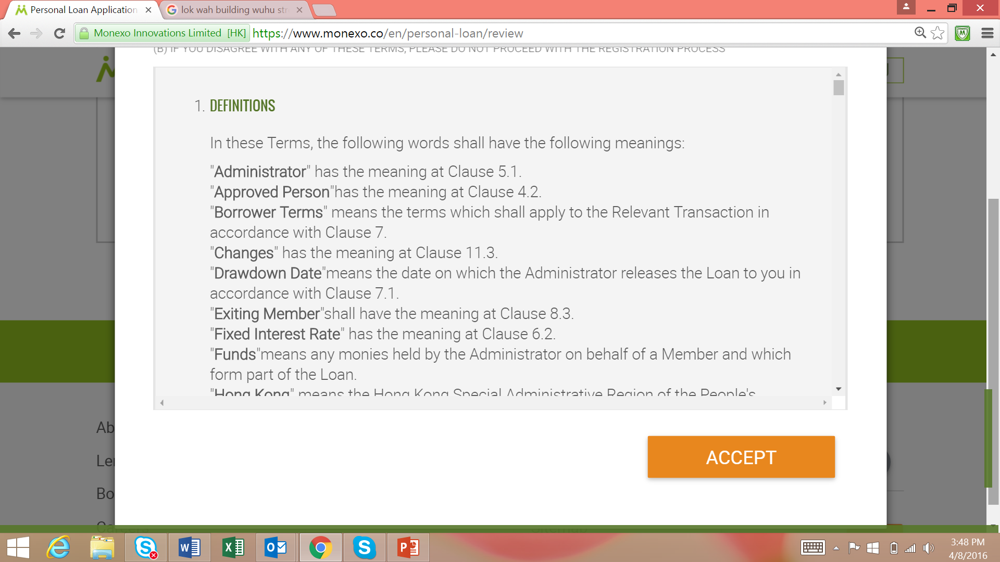 Personal Loan Application
lok wah building wuhu str
Monexo Innovations Limited [HK] https://www.monexo.co/en/personal-loan/review
(B) IF YOU DISAGREE WITH ANY OF THESE TERMS, PLEASE DO NOT PROCEED WITH THE REGISTRATION PROCESS
1. DEFINITIONS
In these Terms, the following words shall have the following meanings:
"Administrator" has the meaning at Clause 5.1.
"Approved Person"has the meaning at Clause 4.2.
"Borrower Terms" means the terms which shall apply to the Relevant Transaction in
accordance with Clause 7.
"Changes" has the meaning at Clause 11.3.
"Drawdown Date"means the date on which the Administrator releases the Loan to you in
accordance with Clause 7.1.
"Exiting Member"shall have the meaning at Clause 8.3.
"Fixed Interest Rate" has the meaning at Clause 6.2.
"Funds"means any monies held by the Administrator on behalf of a Member and which
form part of the Loan.
"Hong Kong" means the Hong Kong Special Administrative Region of the People's
ACCEPT
Ab
Le
Bo
Ca
Sitemap
3:48 PM
4/8/2016